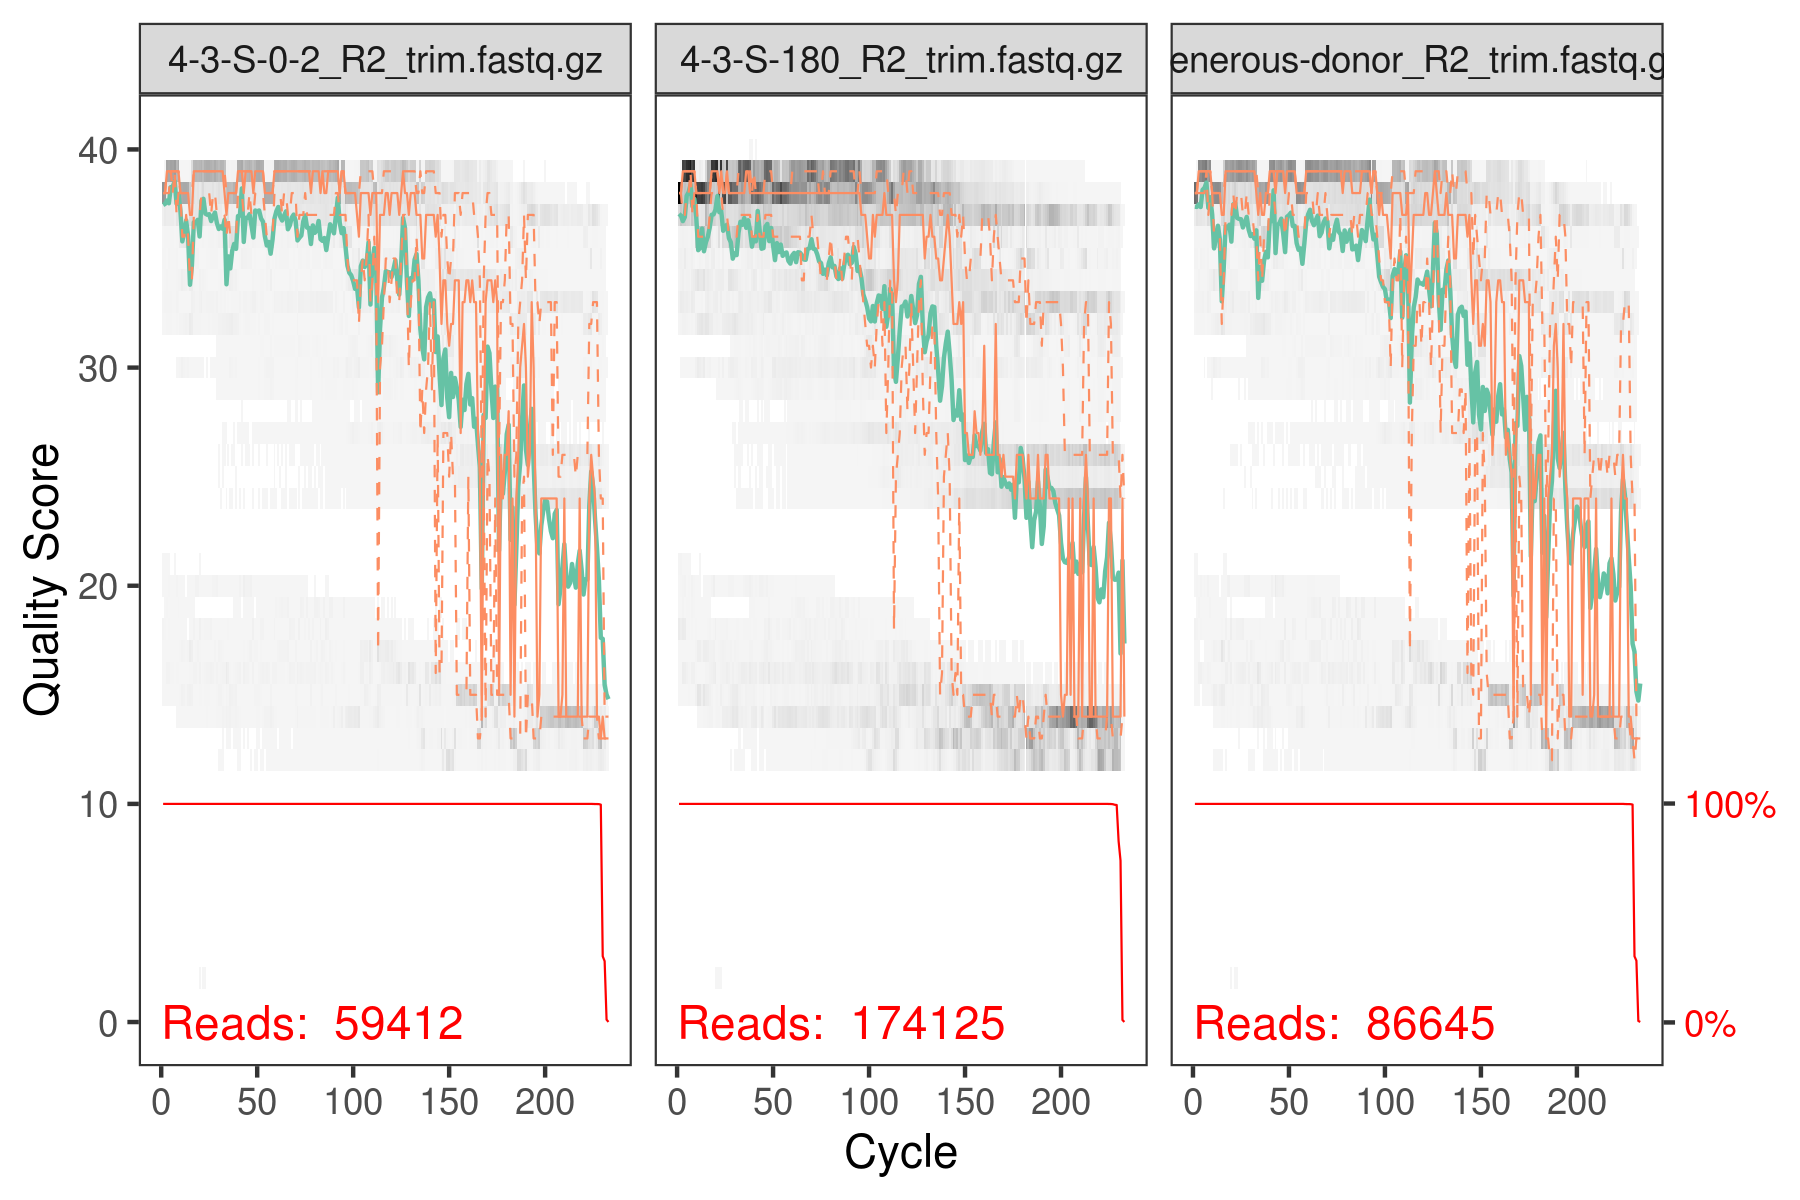 4-3-S-0-2_R2_trim.fastq.gz
4-3-S-180_R2_trim.fastq.gz
enerous-donor_R2_trim.fastq.g
Quality Score
40
30
20
10
0
Reads: 59412
Reads: 174125
Reads: 86645
100%
0%
0 50 100 150 200
0 50 100 150 200
0 50 100 150 200
Cycle